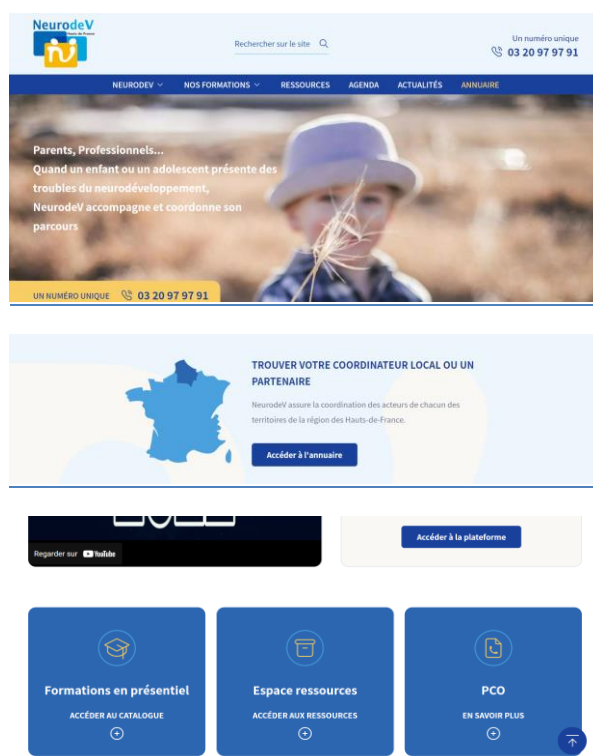 NeurodeV
Hauts de France
Rechercher sur le site
Un numéro unique
03 20 97 97 91
NEURODEV NOS FORMATIONS RESSOURCES AGENDA ACTUALITÉS ANNUAIRE
Parents, Professionnels...
Quand un enfant ou un adolescent présente des
troubles du neurodéveloppement,
NeurodeV accompagne et coordonne son
parcours
UN NUMÉRO UNIQUE 03 20 97 97 91
TROUVER VOTRE COORDINATEUR LOCAL OU UN
PARTENAIRE
NeurodeV assure la coordination des acteurs de chacun des
territoires de la région des Hauts-de-France.
Accéder à l'annuaire
Regarder sur YouTube
Accéder à la plateforme
Formations en présentiel
ACCÉDER AU CATALOGUE
Espace ressources
ACCÉDER AUX RESSOURCES
PCO
EN SAVOIR PLUS